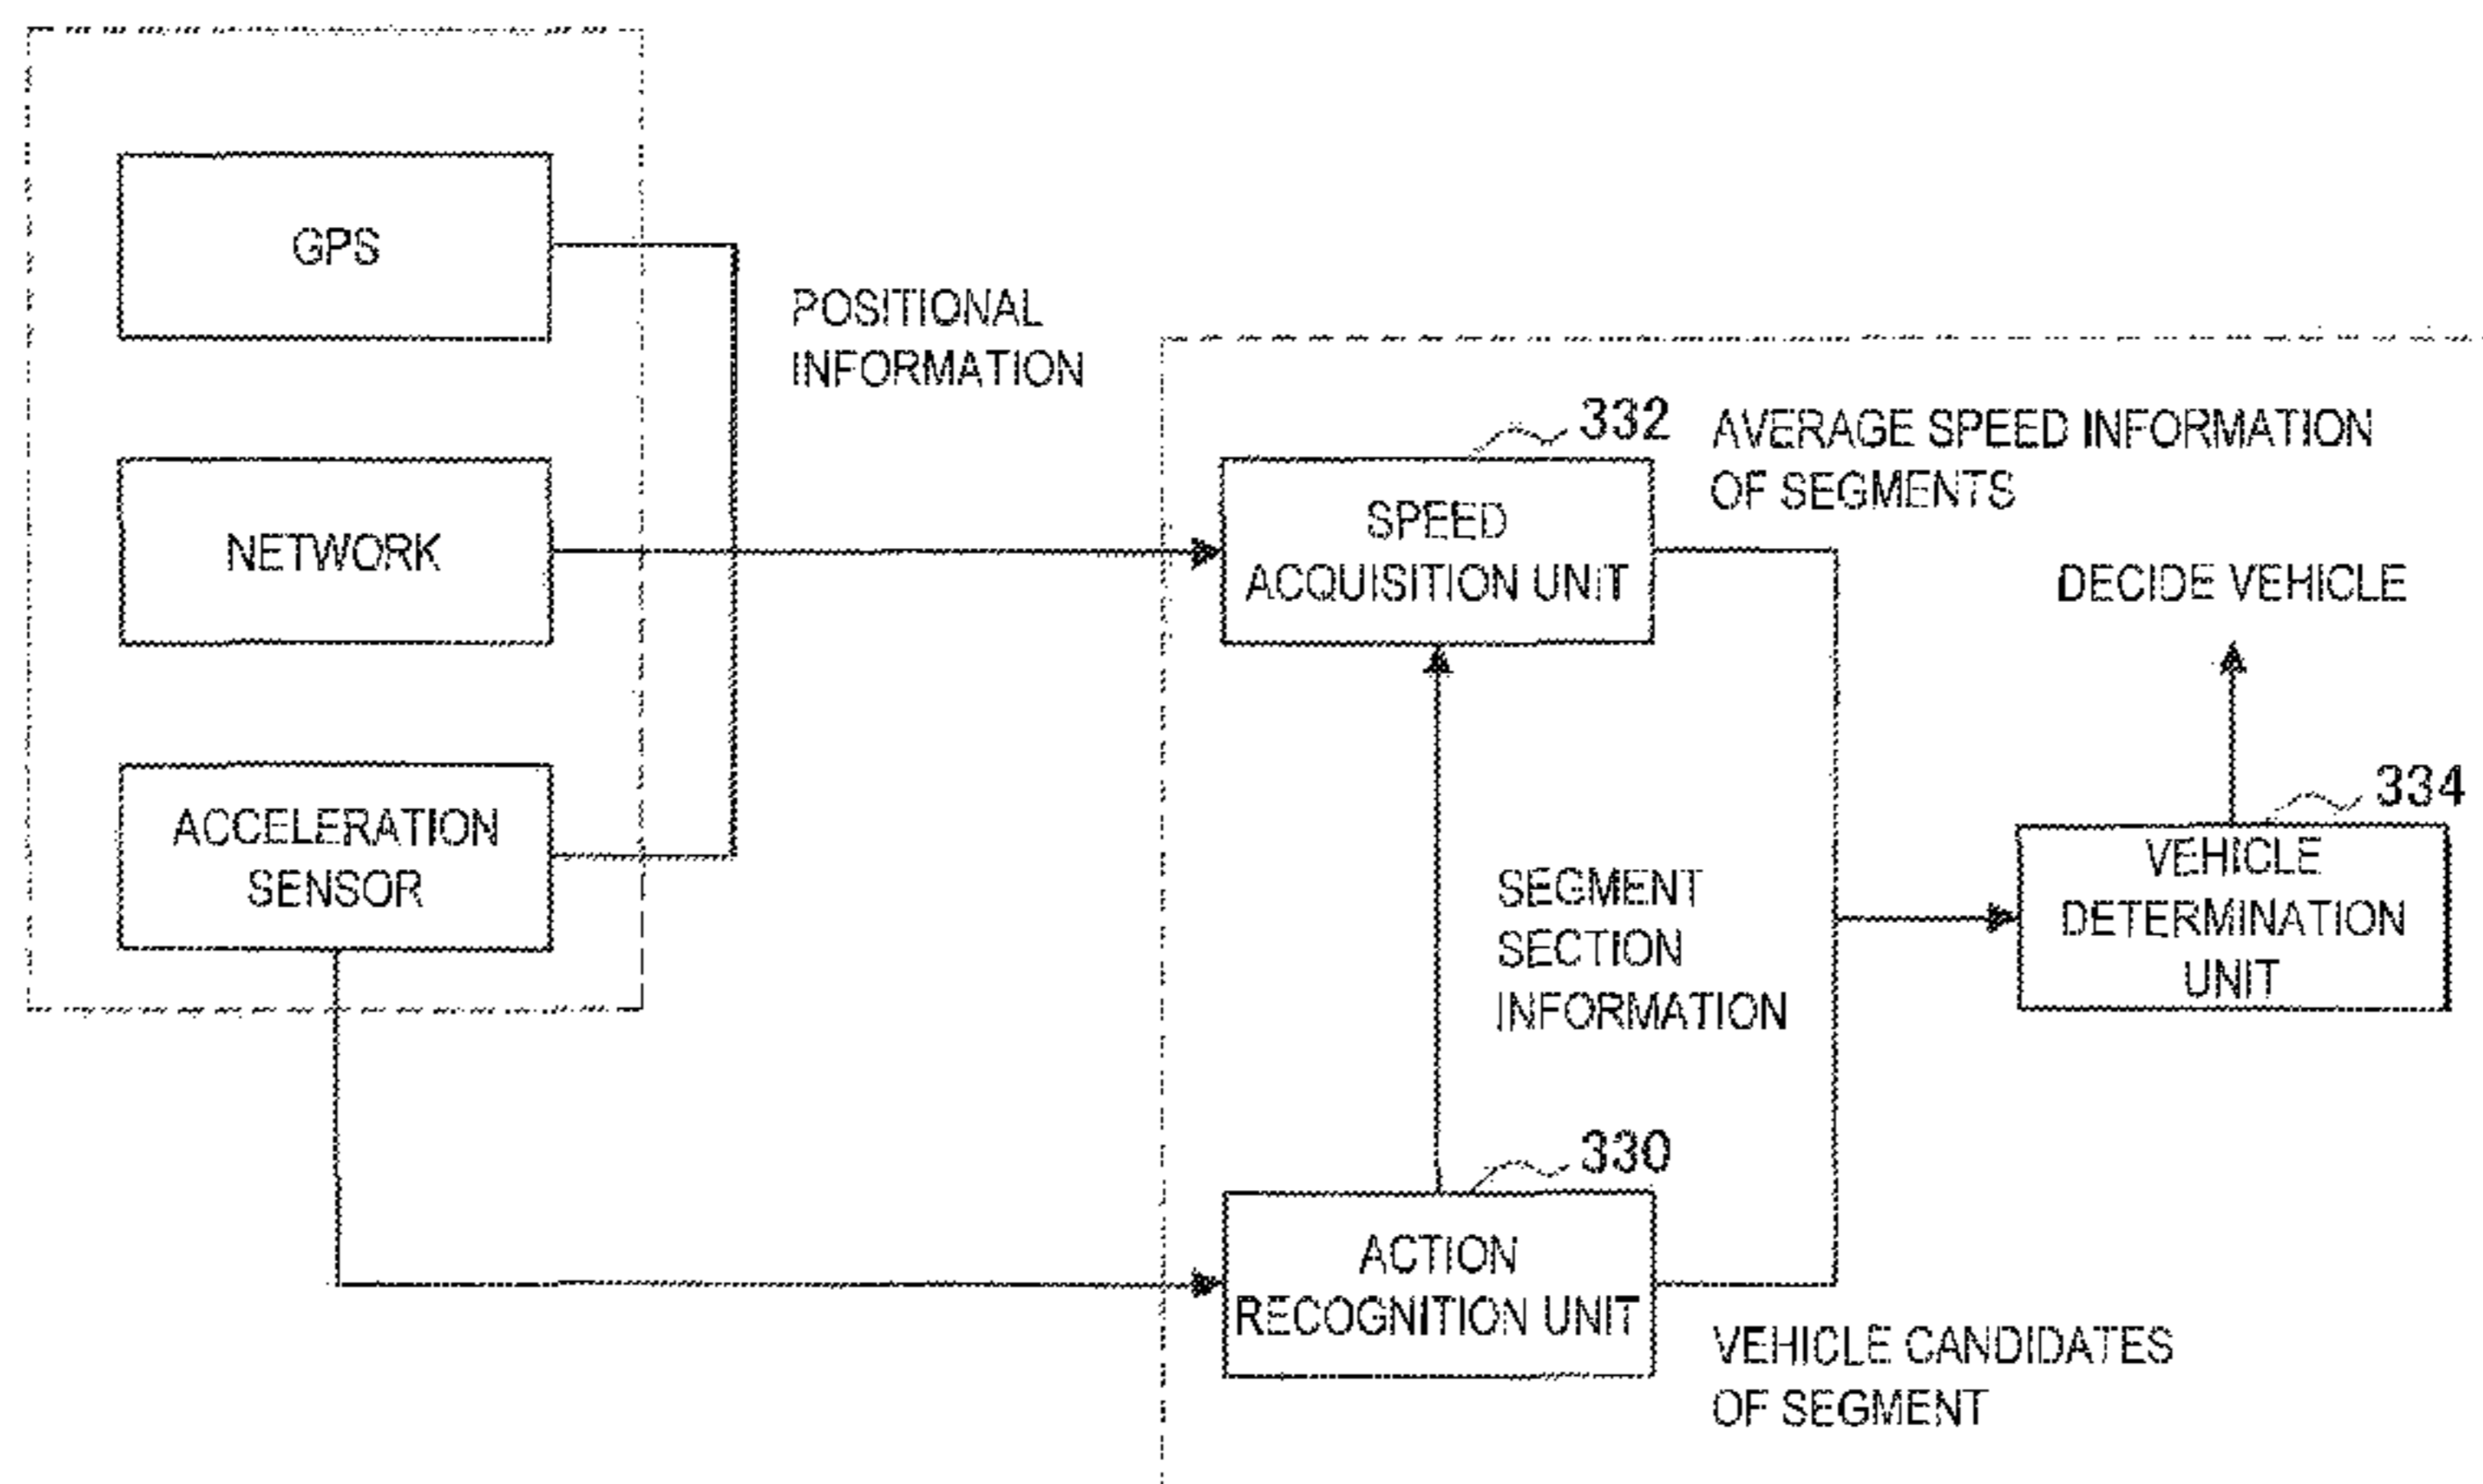 GPS
POSITIONAL
INFORMATION
332
AVERAGE SPEED INFORMATION
OF SEGMENTS
NETWORK
SPEED
ACQUISITION UNIT
DECIDE VEHICLE
ACCELERATION
SENSOR
SEGMENT
SECTION
INFORMATION
334
VEHICLE
DETERMINATION
UNIT
330
ACTION
RECOGNITION UNIT
VEHICLE CANDIDATES
OF SEGMENT